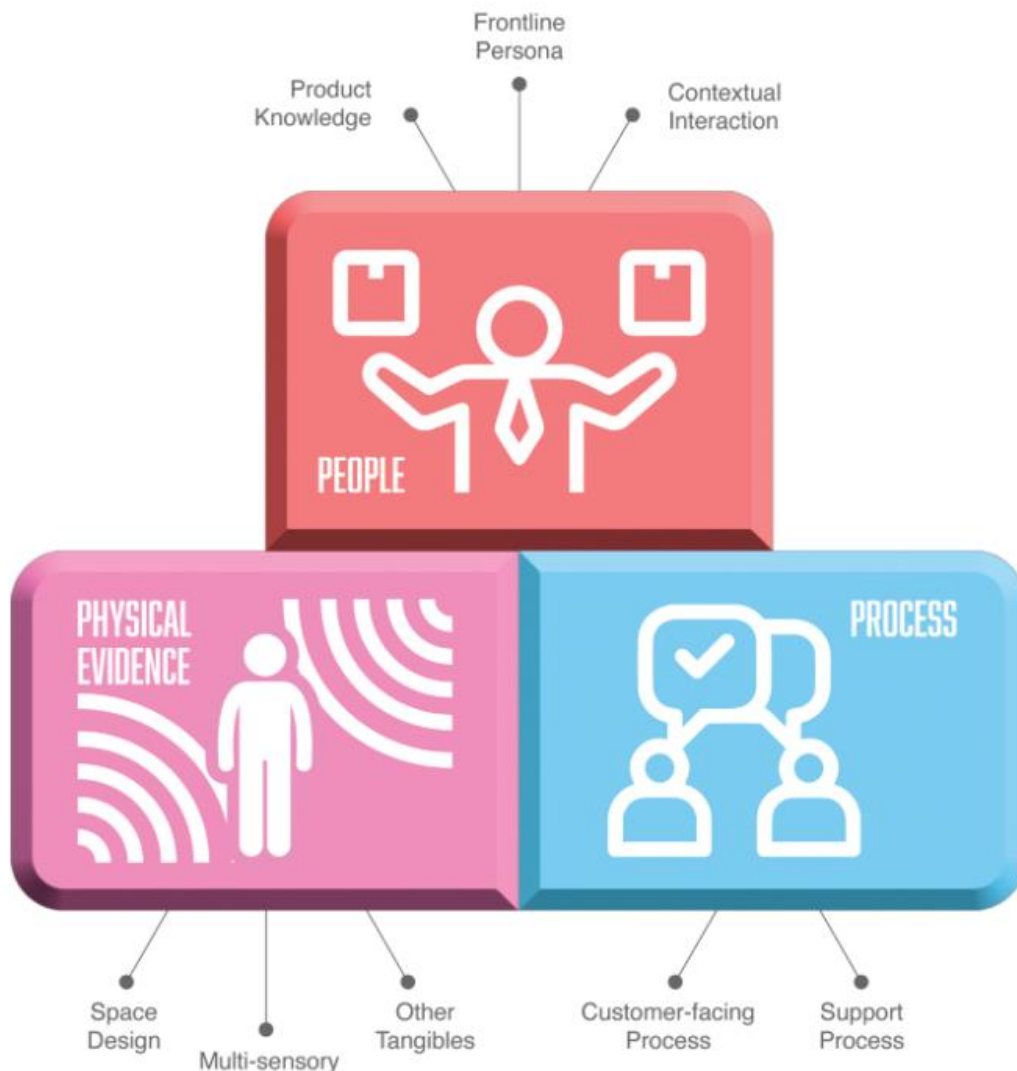 Frontline
Persona
Product
Knowledge
Contextual
Interaction
PEOPLE
PHYSICAL
EVIDENCE
PROCESS
Space
Design
Multi-sensory
Other
Tangibles
Customer-facing
Process
Support
Process